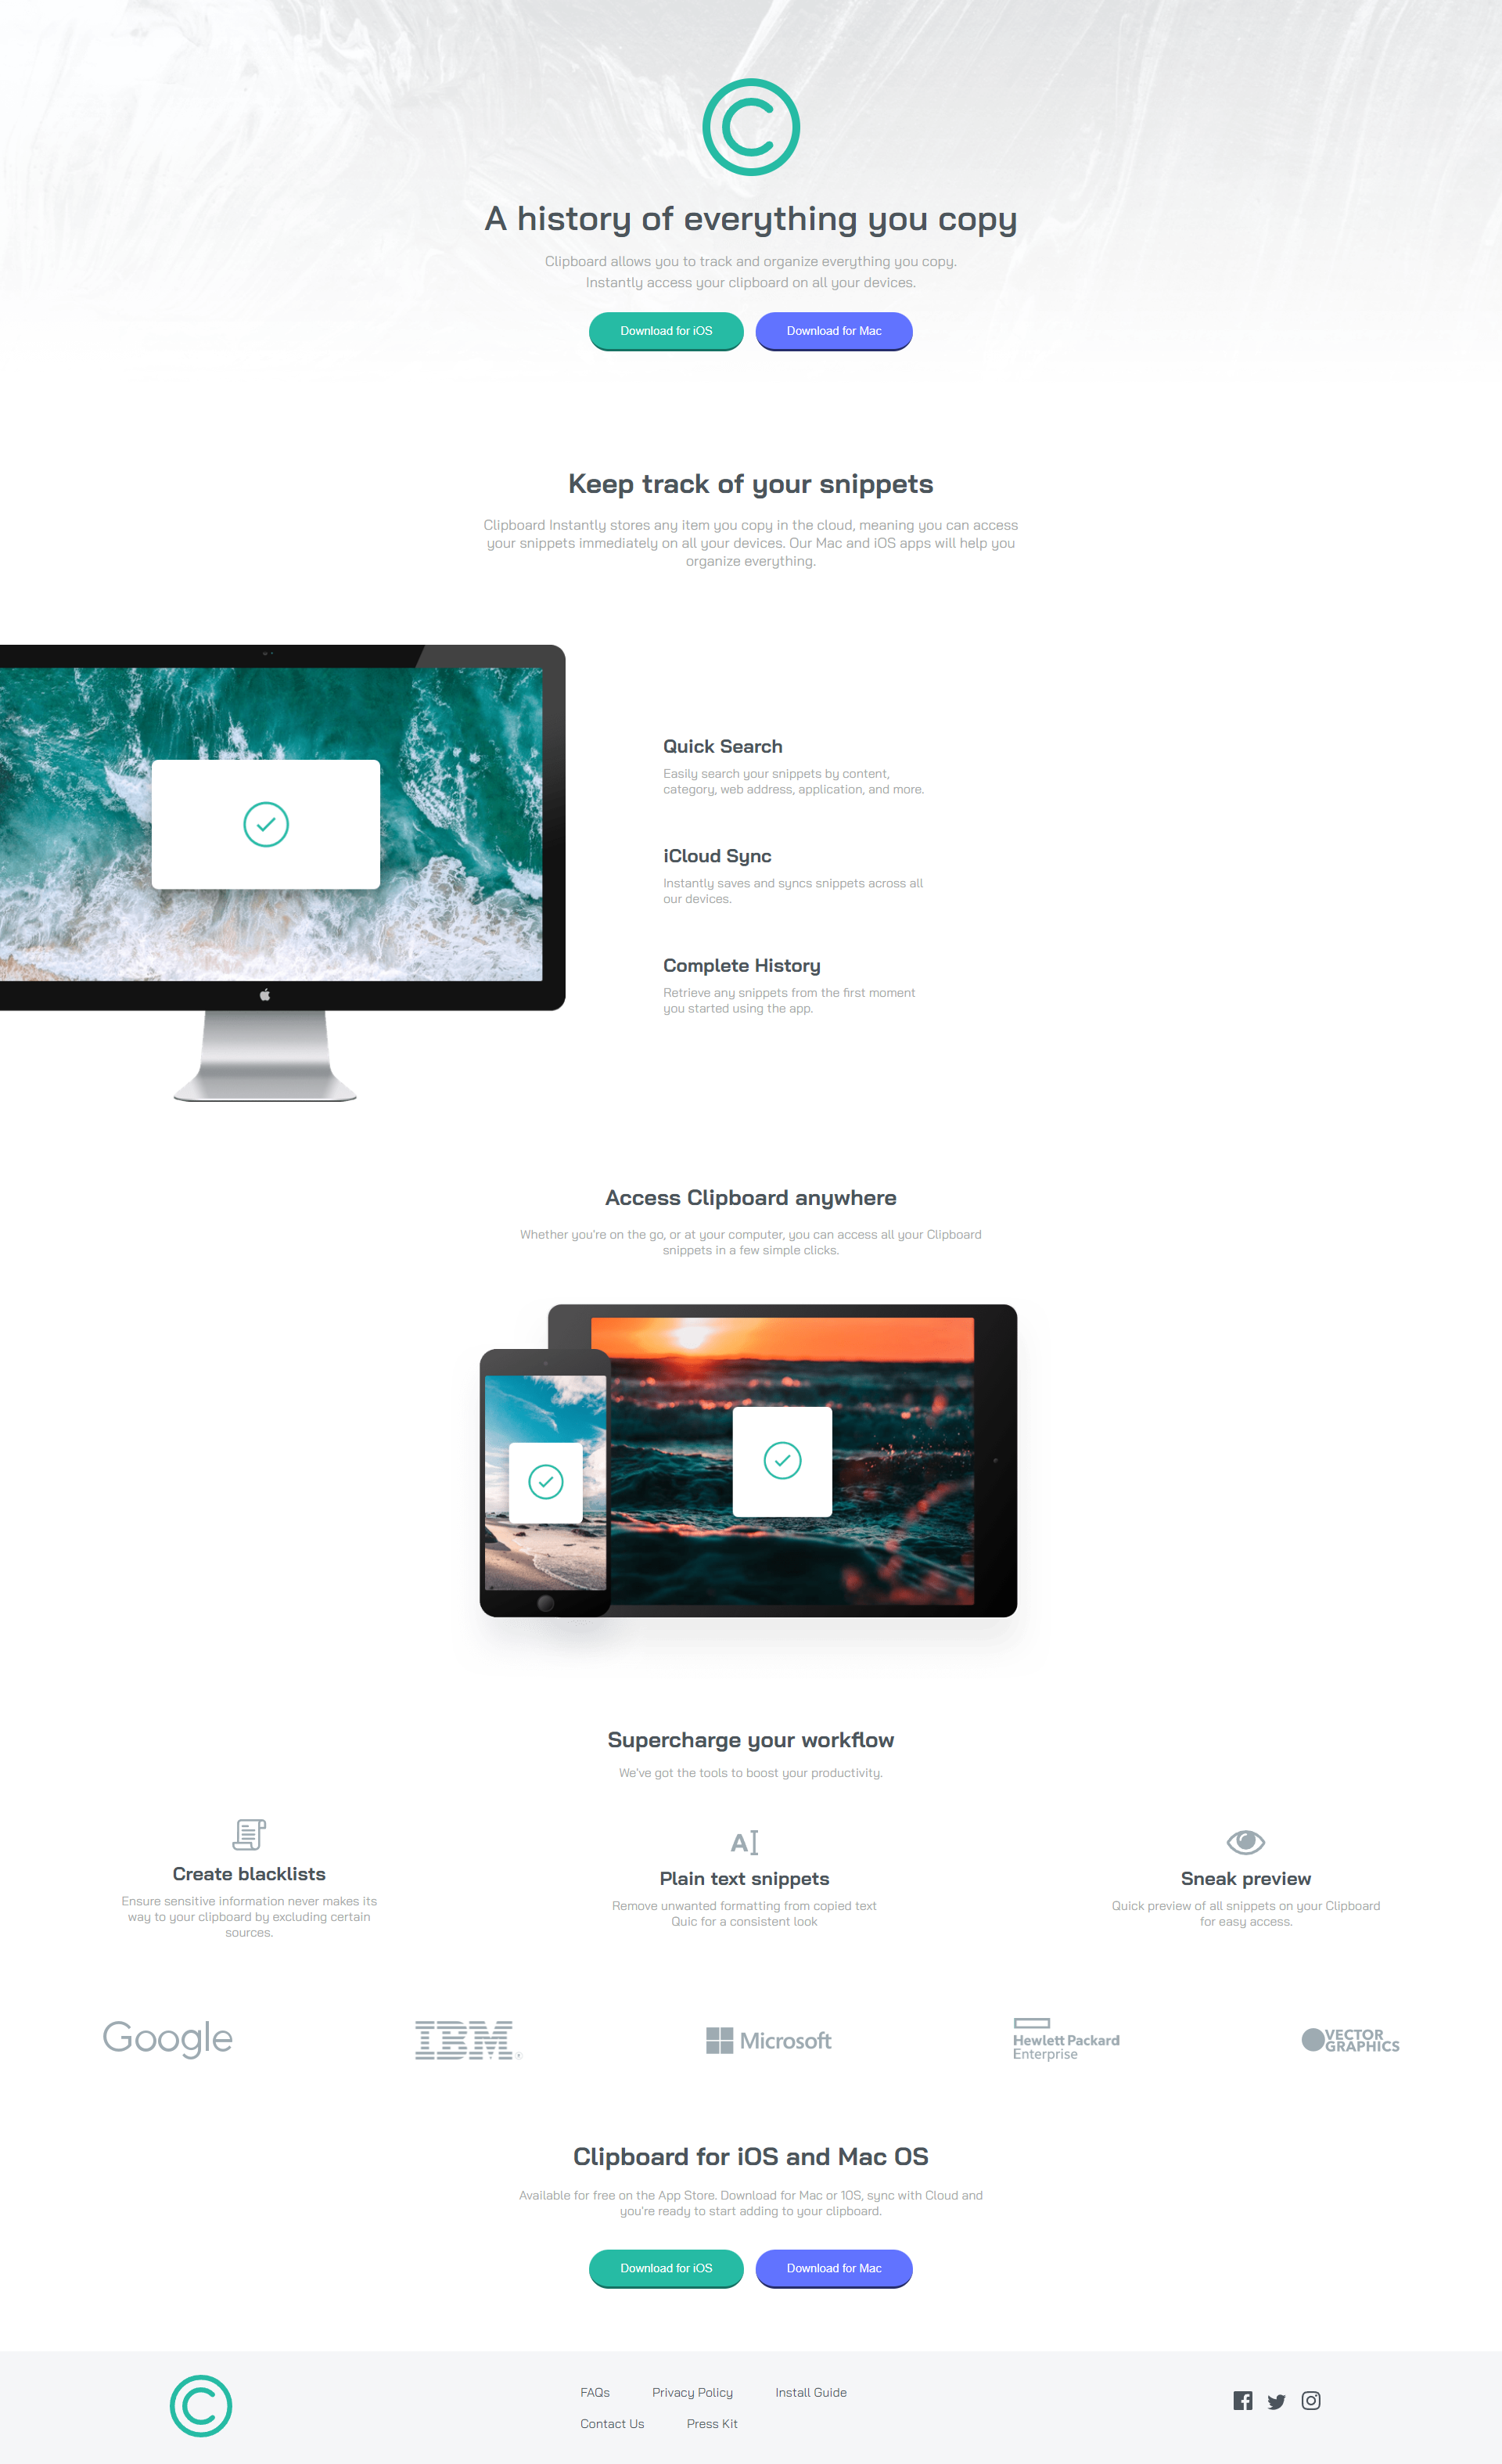 A history of everything you copy
Clipboard allows you to track and organize everything you copy.
Instantly access your clipboard on all your devices.
Download for iOS
Download for Mac
Keep track of your snippets
Clipboard Instantly stores any item you copy in the cloud, meaning you can access
your snippets immediately on all your devices. Our Mac and iOS apps will help you
organize everything.
Quick Search
Easily search your snippets by content,
category, web address, application, and more.
iCloud Sync
Instantly saves and syncs snippets across all
our devices.
Complete History
Retrieve any snippets from the first moment
you started using the app.
Access Clipboard anywhere
Whether you're on the go, or at your computer, you can access all your Clipboard
snippets in a few simple clicks.
Supercharge your workflow
We've got the tools to boost your productivity.
Create blacklists
Ensure sensitive information never makes its
way to your clipboard by excluding certain
sources.
A
Plain text snippets
Remove unwanted formatting from copied text
Quic for a consistent look
Sneak preview
Quick preview of all snippets on your Clipboard
for easy access.
Google
IBM
Microsoft
Hewlett Packard
Enterprise
VECTOR
GRAPHICS
Clipboard for iOS and Mac OS
Available for free on the App Store. Download for Mac or 1OS, sync with Cloud and
you're ready to start adding to your clipboard.
Download for iOS
Download for Mac
FAQs
Privacy Policy
Install Guide
Contact Us
Press Kit